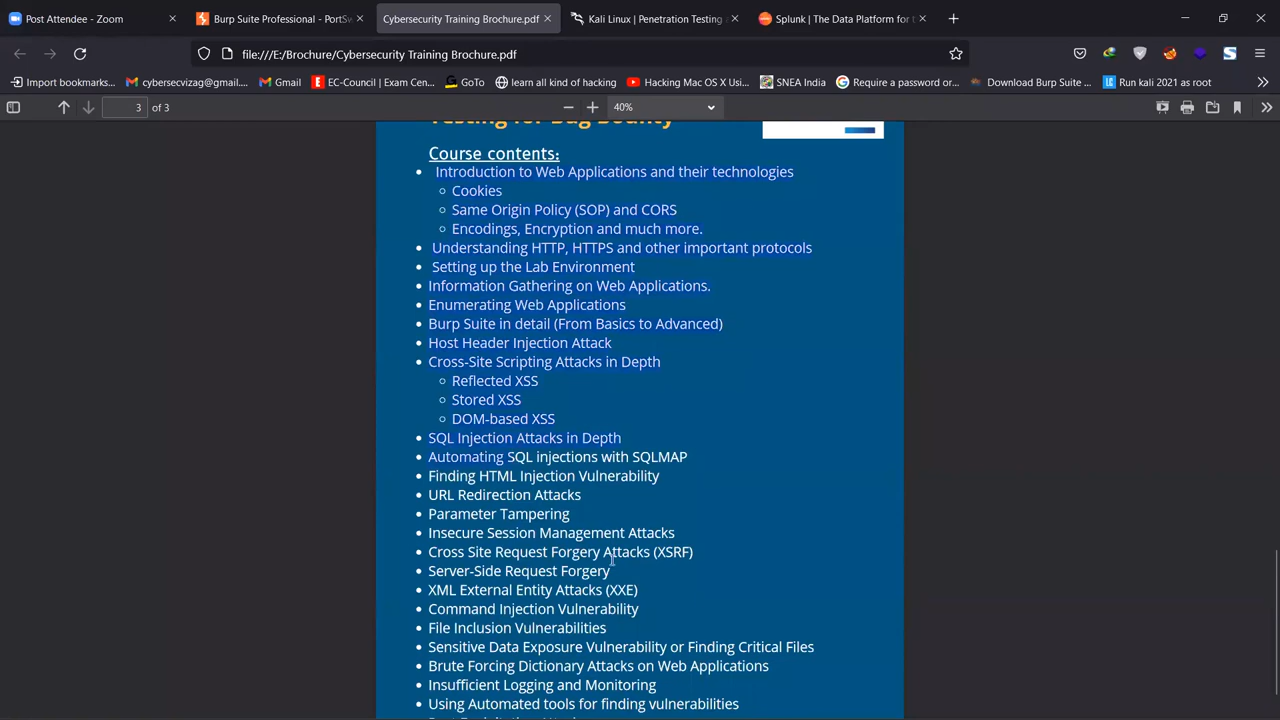 Post Attendee - Zoom
Burp Suite Professional - PortSw
Cybersecurity Training Brochure.pdf
Kali Linux | Penetration Testing
Splunk | The Data Platform for t
file:///E:/Brochure/Cybersecurity Training Brochure.pdf
Import bookmarks...
cybersecvizag@gmail....
Gmail
EC-Council | Exam Cen...
GoTo
learn all kind of hacking
Hacking Mac OS X Usi...
SNEA India
Require a password or...
Download Burp Suite ...
Run kali 2021 as root
3 of 3
40%
Testing for Bug Bounty
Course contents:
Introduction to Web Applications and their technologies
Cookies
Same Origin Policy (SOP) and CORS
Encodings, Encryption and much more.
Understanding HTTP, HTTPS and other important protocols
Setting up the Lab Environment
Information Gathering on Web Applications.
Enumerating Web Applications
Burp Suite in detail (From Basics to Advanced)
Host Header Injection Attack
Cross-Site Scripting Attacks in Depth
Reflected XSS
Stored XSS
DOM-based XSS
SQL Injection Attacks in Depth
Automating SQL injections with SQLMAP
Finding HTML Injection Vulnerability
URL Redirection Attacks
Parameter Tampering
Insecure Session Management Attacks
Cross Site Request Forgery Attacks (XSRF)
Server-Side Request Forgery
XML External Entity Attacks (XXE)
Command Injection Vulnerability
File Inclusion Vulnerabilities
Sensitive Data Exposure Vulnerability or Finding Critical Files
Brute Forcing Dictionary Attacks on Web Applications
Insufficient Logging and Monitoring
Using Automated tools for finding vulnerabilities